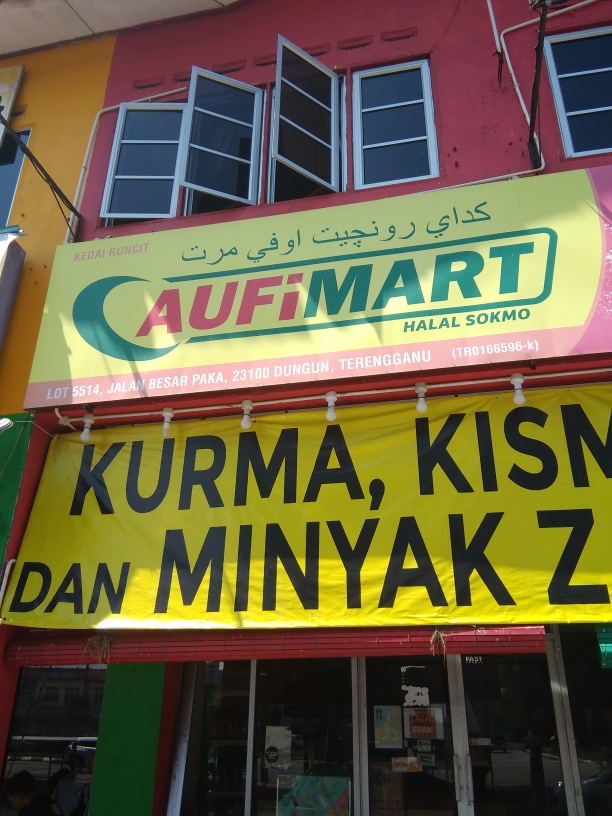 KEDAI RUNCIT
كداي رونچيت اوفي مرت
AUFiMART
HALAL SOKMO
LOT 5514, JALAN BESAR PAKA, 23100 DUNGUN, TERENGGANU (TR0166596-k)
KURMA, KISM
DAN MINYAK Z